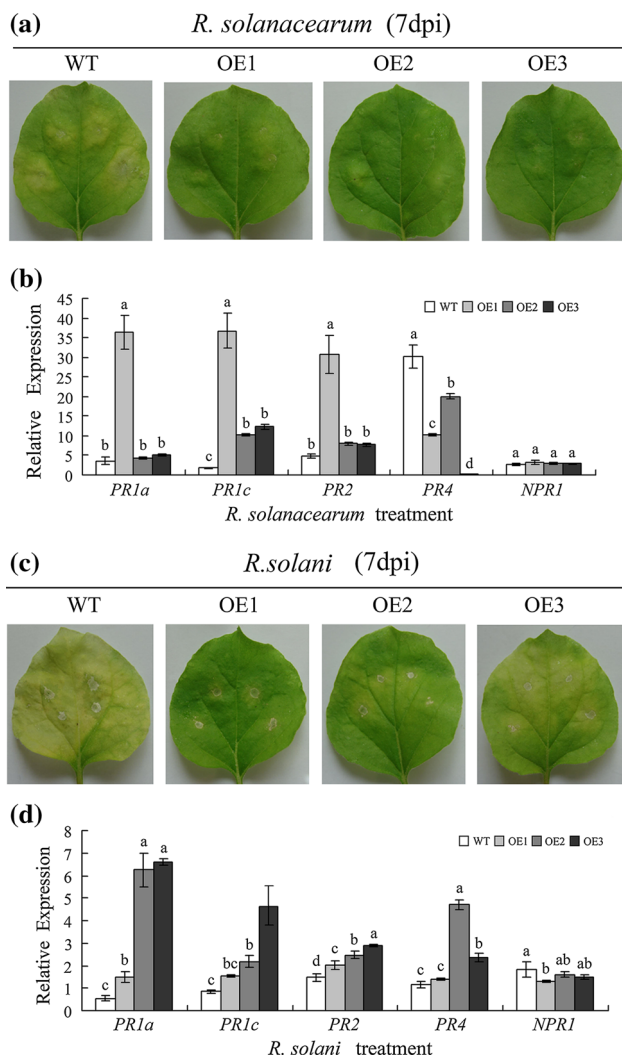 (a) R. solanacearum (7dpi)
WT OE1 OE2 OE3
(b)
45
40
35
30
25
20
15
10
5
0
Relative Expression
WT OE1 OE2 OE3
a a a a
b b b c b b b b b c b d a a a a
PR1a PR1c PR2 PR4 NPR1
R. solanacearum treatment
(c) R.solani (7dpi)
WT OE1 OE2 OE3
(d)
8
7
6
5
4
3
2
1
0
Relative Expression
WT OE1 OE2 OE3
c b a a c bc b d c b a c c a b a b ab ab
PR1a PR1c PR2 PR4 NPR1
R. solani treatment